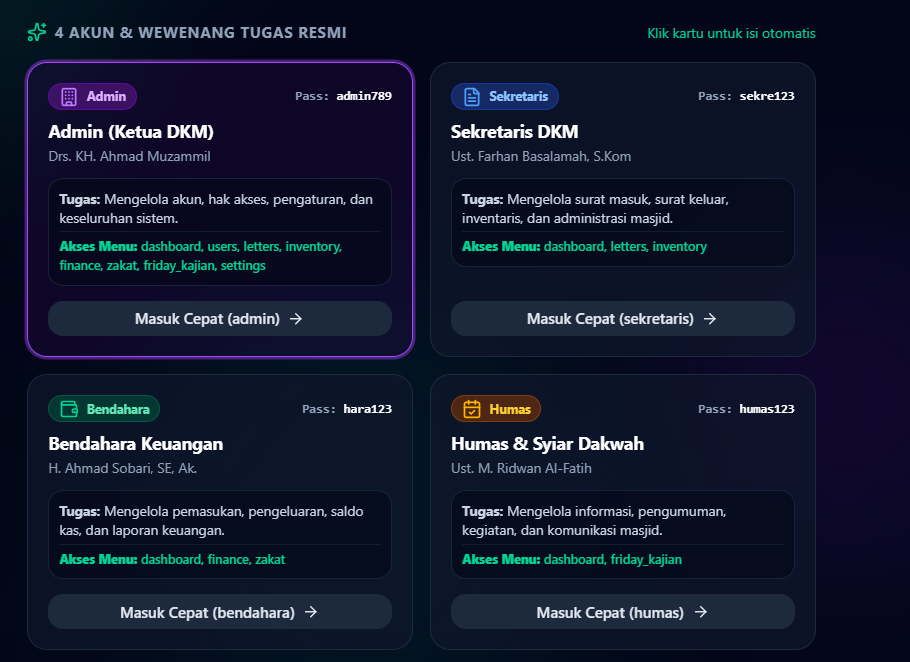 4 AKUN & WEWENANG TUGAS RESMI
Klik kartu untuk isi otomatis
Admin
Pass: admin789
Admin (Ketua DKM)
Drs. KH. Ahmad Muzammil
Tugas: Mengelola akun, hak akses, pengaturan, dan
keseluruhan sistem.
Akses Menu: dashboard, users, letters, inventory,
finance, zakat, friday_kajian, settings
Masuk Cepat (admin) →
Sekretaris
Pass: sekre123
Sekretaris DKM
Ust. Farhan Basalamah, S.Kom
Tugas: Mengelola surat masuk, surat keluar,
inventaris, dan administrasi masjid.
Akses Menu: dashboard, letters, inventory
Masuk Cepat (sekretaris) →
Bendahara
Pass: hara123
Bendahara Keuangan
H. Ahmad Sobari, SE, Ak.
Tugas: Mengelola pemasukan, pengeluaran, saldo
kas, dan laporan keuangan.
Akses Menu: dashboard, finance, zakat
Masuk Cepat (bendahara) →
Humas
Pass: humas123
Humas & Syiar Dakwah
Ust. M. Ridwan Al-Fatih
Tugas: Mengelola informasi, pengumuman,
kegiatan, dan komunikasi masjid.
Akses Menu: dashboard, friday_kajian
Masuk Cepat (humas) →